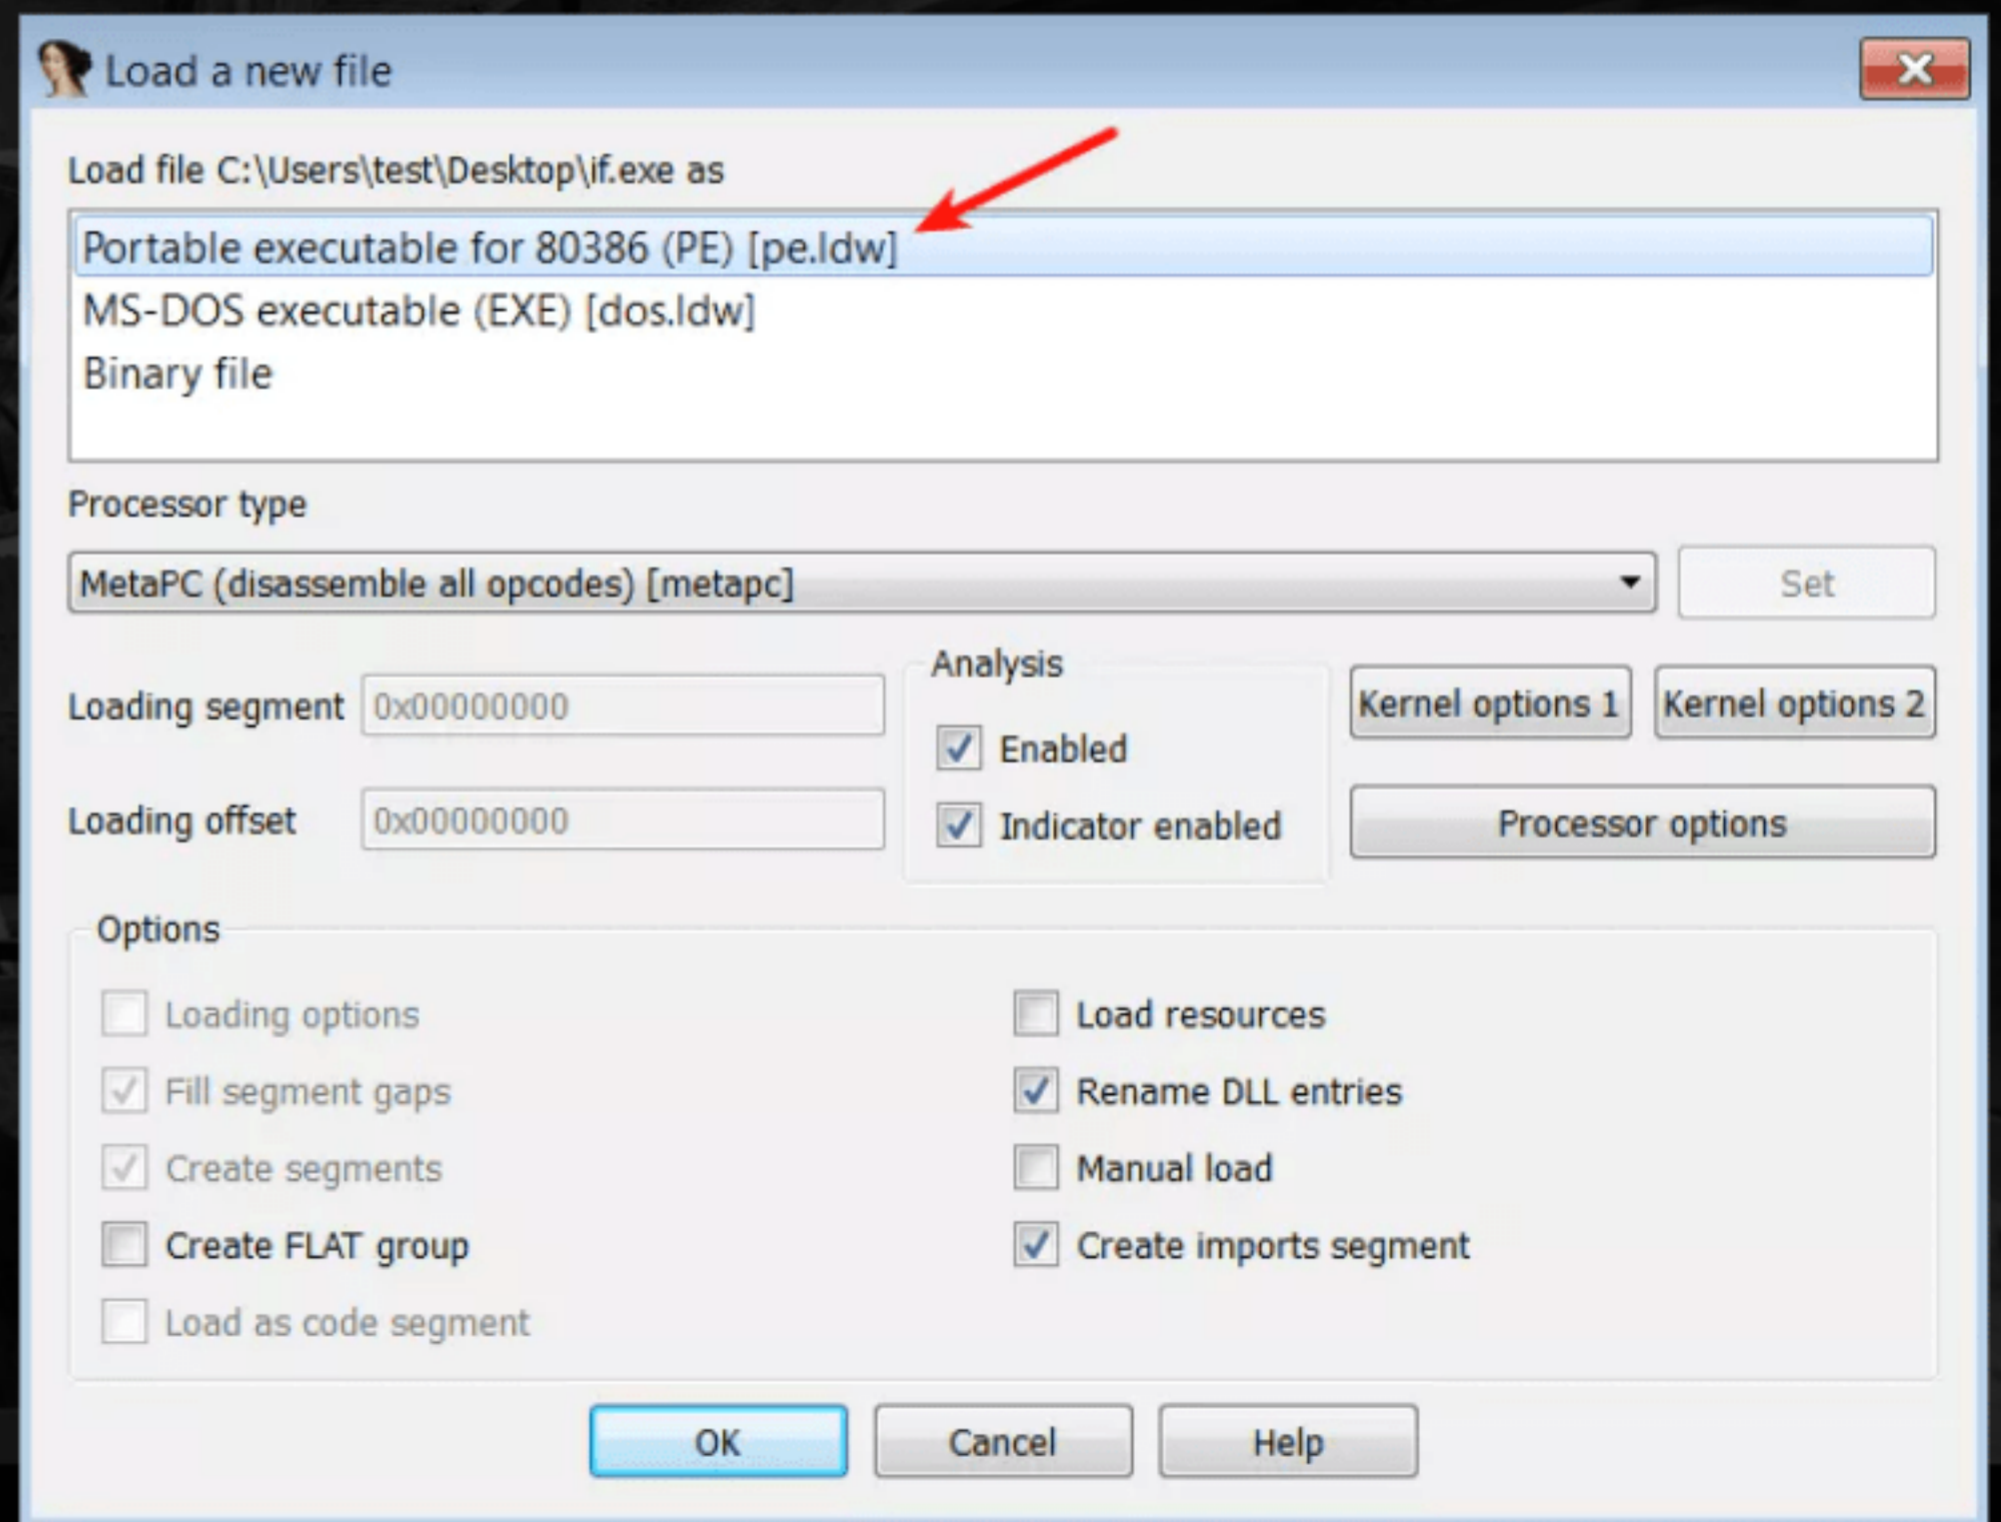 Load a new file
Load file C:\Users\test\Desktop\if.exe as
Portable executable for 80386 (PE) [pe.ldw]
MS-DOS executable (EXE) [dos.ldw]
Binary file
Processor type
MetaPC (disassemble all opcodes) [metapc]
Set
Loading segment
0x00000000
Loading offset
0x00000000
Analysis
Enabled
Indicator enabled
Kernel options 1
Kernel options 2
Processor options
Options
Loading options
Fill segment gaps
Create segments
Create FLAT group
Load as code segment
Load resources
Rename DLL entries
Manual load
Create imports segment
OK
Cancel
Help